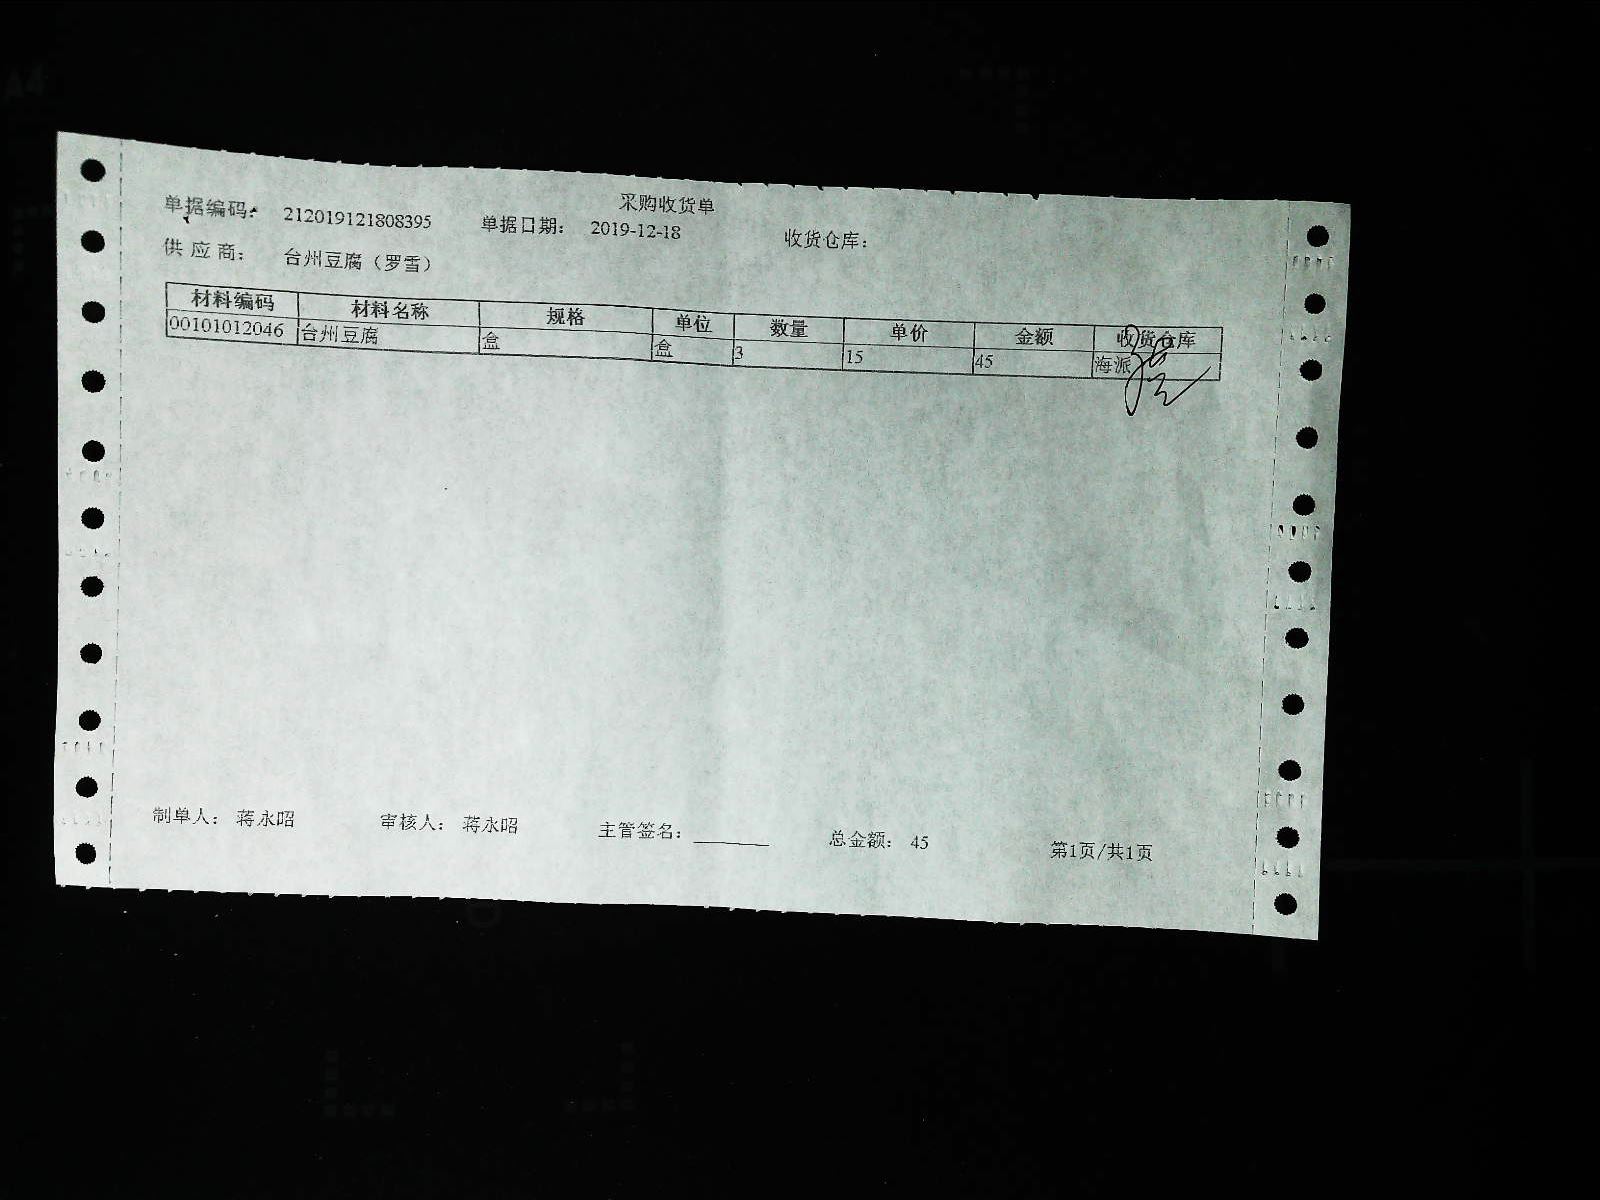 采购收货单
单据编码： 212019121808395 单据日期： 2019-12-18 收货仓库：
供 应 商： 台州豆腐（罗雪）
材料编码 材料名称 规格 单位 数量 单价 金额 收货仓库
00101012046 台州豆腐 盒 盒 3 15 45 海派
制单人： 蒋永昭 审核人： 蒋永昭 主管签名： 总金额： 45 第1页/共1页